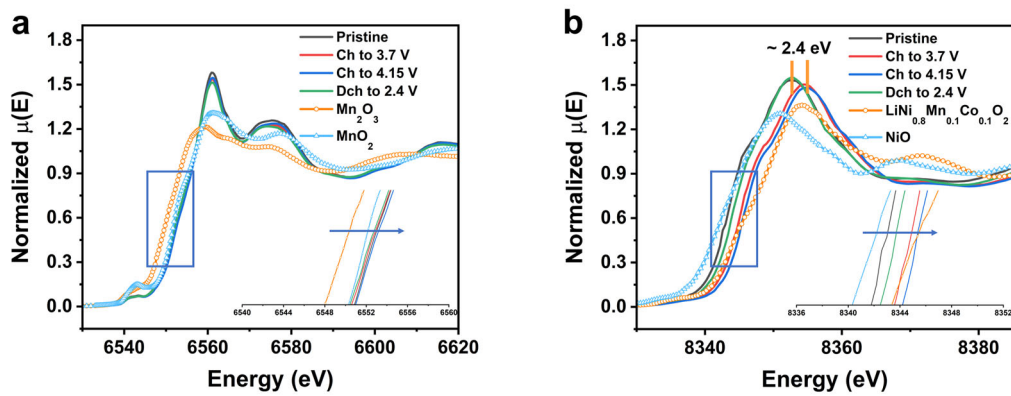 a
Normalized μ(E)
1.8
1.5
1.2
0.9
0.6
0.3
0.0
Pristine
Ch to 3.7 V
Ch to 4.15 V
Dch to 2.4 V
Mn2O3
MnO2
6540 6544 6548 6552 6556 6560
6540 6560 6580 6600 6620
Energy (eV)
b
Normalized μ(E)
1.8
1.5
1.2
0.9
0.6
0.3
0.0
~ 2.4 eV
Pristine
Ch to 3.7 V
Ch to 4.15 V
Dch to 2.4 V
LiNi0.8Mn0.1Co0.1O2
NiO
8336 8340 8344 8348 8352
8340 8360 8380
Energy (eV)